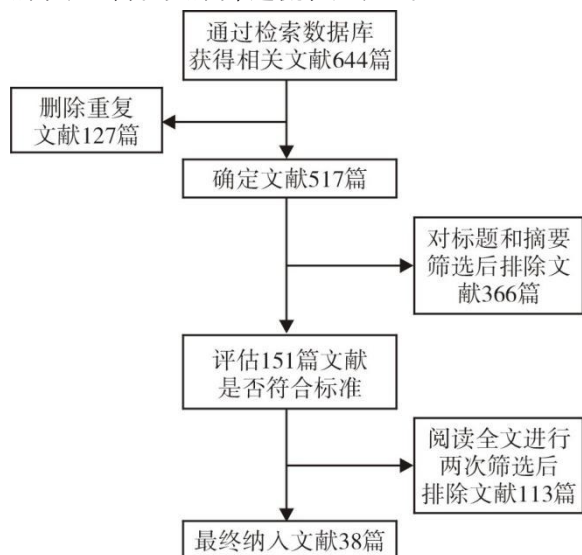 通过检索数据库
获得相关文献644篇
删除重复
文献127篇
确定文献517篇
对标题和摘要
筛选后排除文
献366篇
评估151篇文献
是否符合标准
阅读全文进行
两次筛选后
排除文献113篇
最终纳入文献38篇